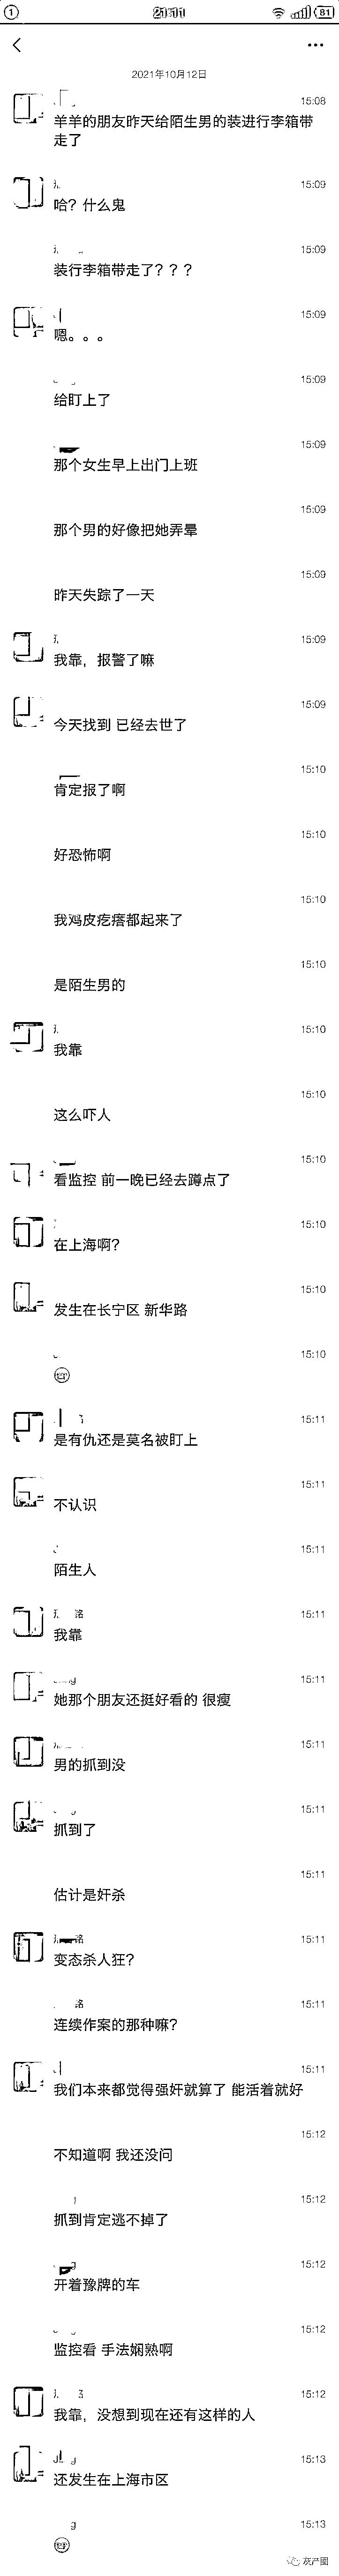 1
21:11
81
2021年10月12日
15:08
羊羊的朋友昨天给陌生男的装进行李箱带
走了
15:09
哈？什么鬼
15:09
装行李箱带走了？？？
15:09
嗯。。。
15:09
给盯上了
15:09
那个女生早上出门上班
15:09
那个男的好像把她弄晕
15:09
昨天失踪了一天
15:09
我靠，报警了嘛
15:09
今天找到 已经去世了
15:10
肯定报了啊
15:10
好恐怖啊
15:10
我鸡皮疙瘩都起来了
15:10
是陌生男的
15:10
我靠
15:10
这么吓人
15:10
看监控 前一晚已经去蹲点了
15:10
在上海啊？
15:10
发生在长宁区 新华路
15:10
15:11
是有仇还是莫名被盯上
15:11
不认识
15:11
陌生人
铭
15:11
我靠
15:11
她那个朋友还挺好看的 很瘦
15:11
男的抓到没
15:11
抓到了
15:11
估计是奸杀
铭
15:11
变态杀人狂？
铭
15:11
连续作案的那种嘛？
15:11
我们本来都觉得强奸就算了 能活着就好
15:12
不知道啊 我还没问
15:12
抓到肯定逃不掉了
15:12
开着豫牌的车
15:12
监控看 手法娴熟啊
15:12
我靠，没想到现在还有这样的人
15:13
还发生在上海市区
15:13
灰产圈